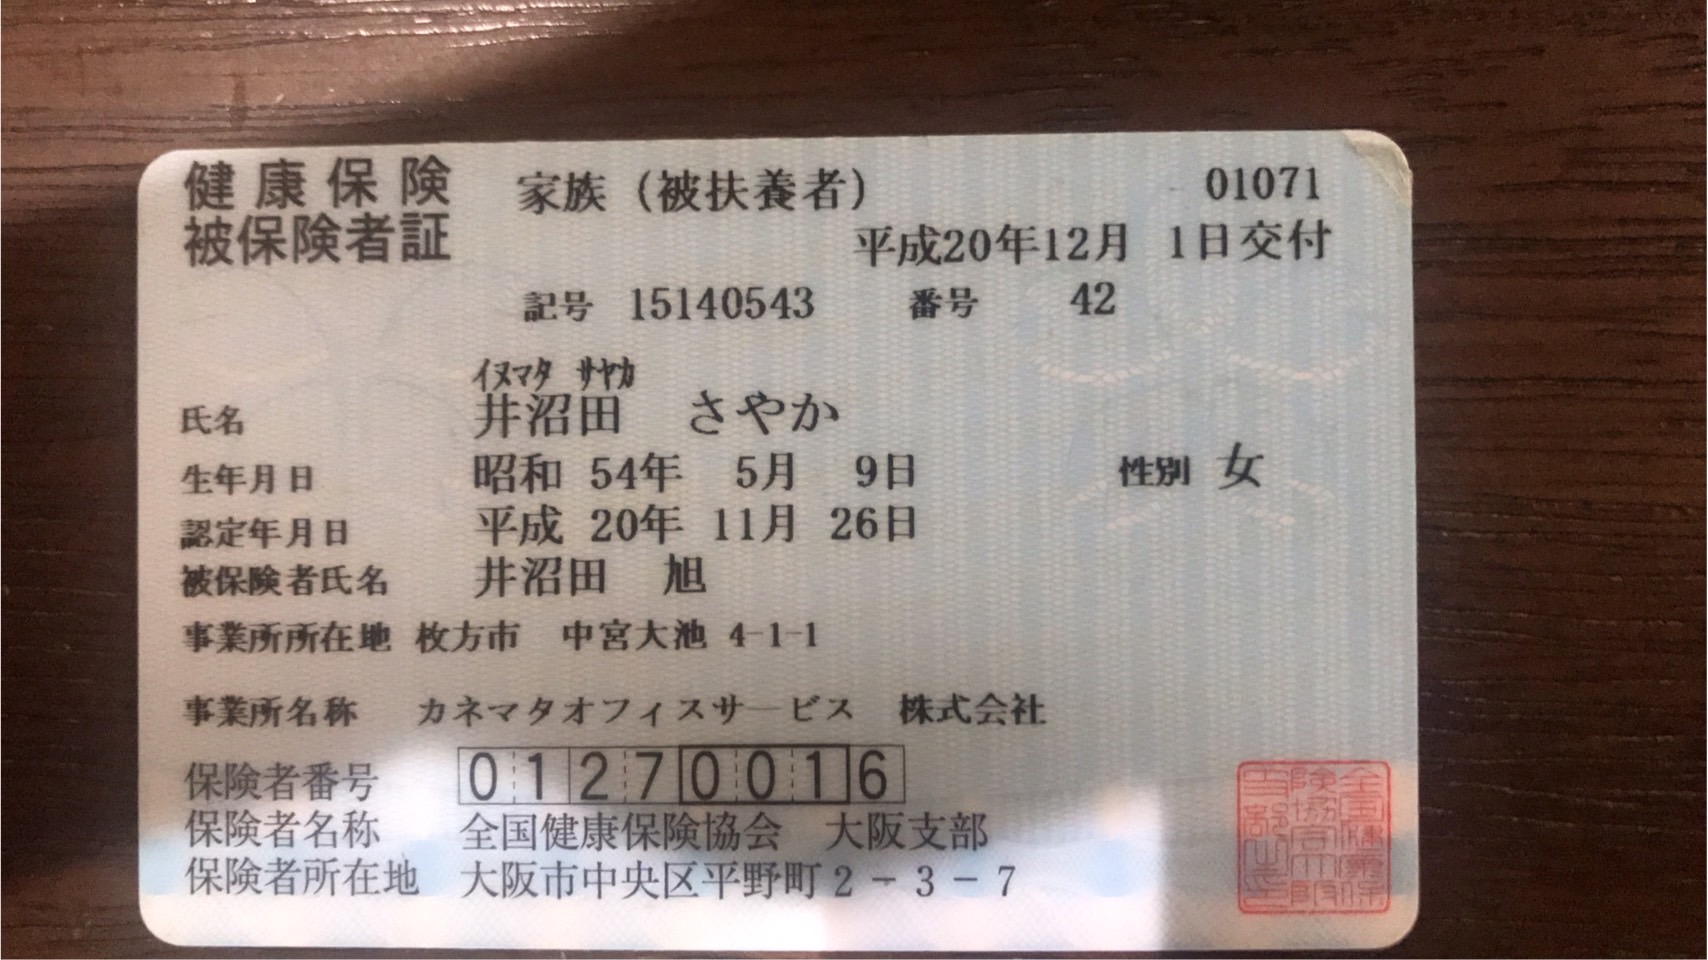 健康保険 家族（被扶養者） 01071
被保険者証 平成20年12月 1日交付
記号 15140543 番号 42
イヌマタ サヤカ
氏名 井沼田 さやか
生年月日 昭和 54年 5月 9日 性別 女
認定年月日 平成 20年 11月 26日
被保険者氏名 井沼田 旭
事業所所在地 枚方市 中宮大池 4-1-1
事業所名称 カネマタオフィスサービス 株式会社
保険者番号 01270016
保険者名称 全国健康保険協会 大阪支部
保険者所在地 大阪市中央区平野町2-3-7